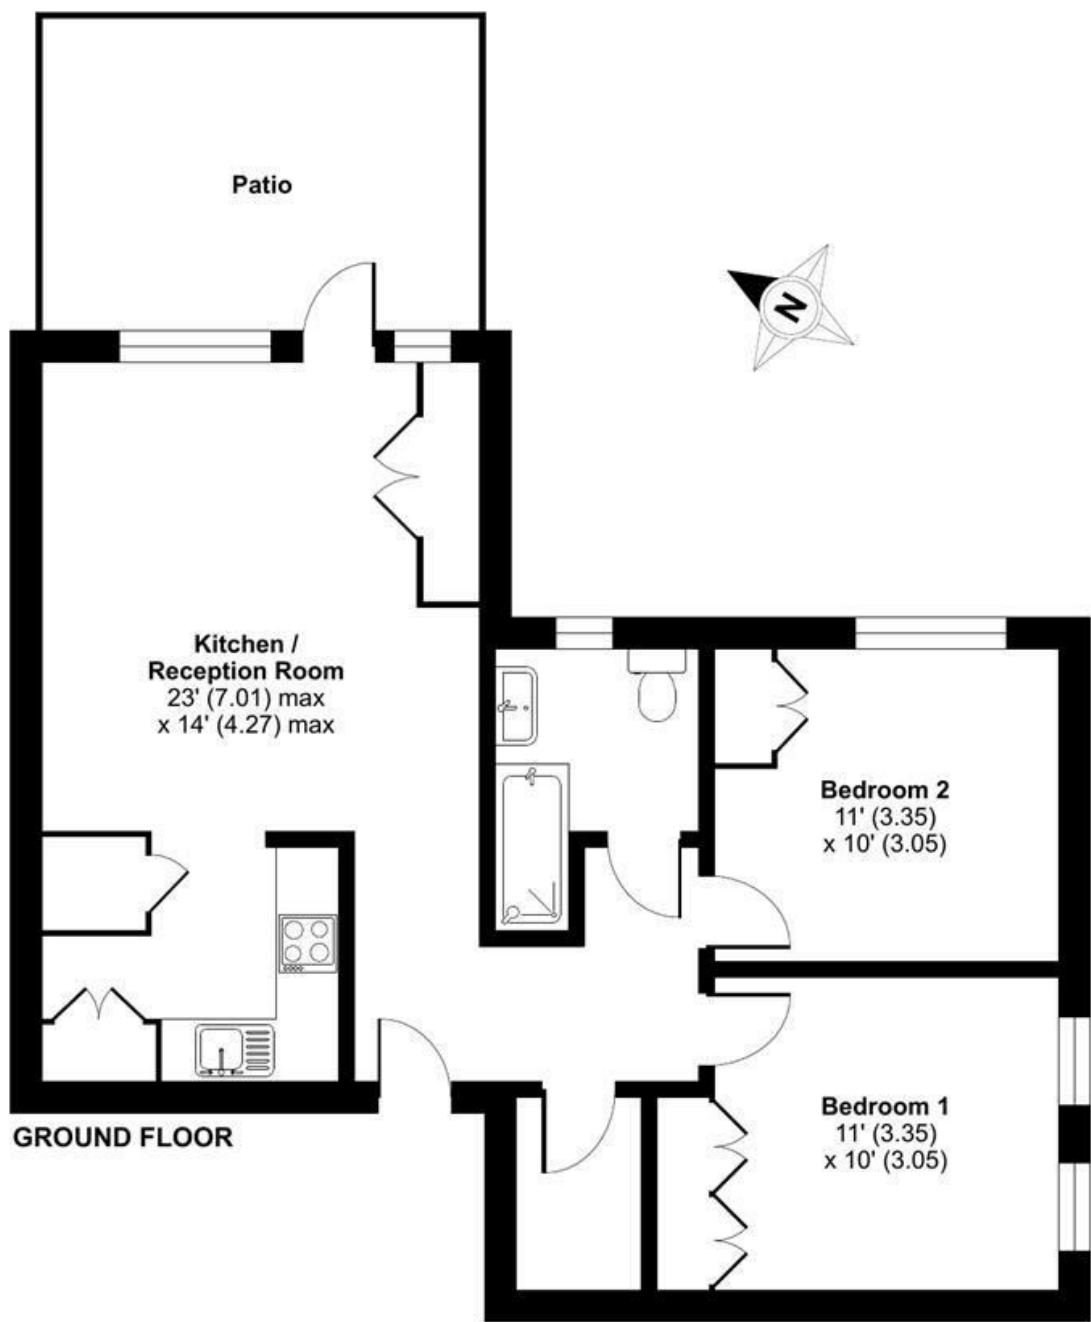 Patio
N
Kitchen /
Reception Room
23' (7.01) max
x 14' (4.27) max
Bedroom 2
11' (3.35)
x 10' (3.05)
Bedroom 1
11' (3.35)
x 10' (3.05)
GROUND FLOOR